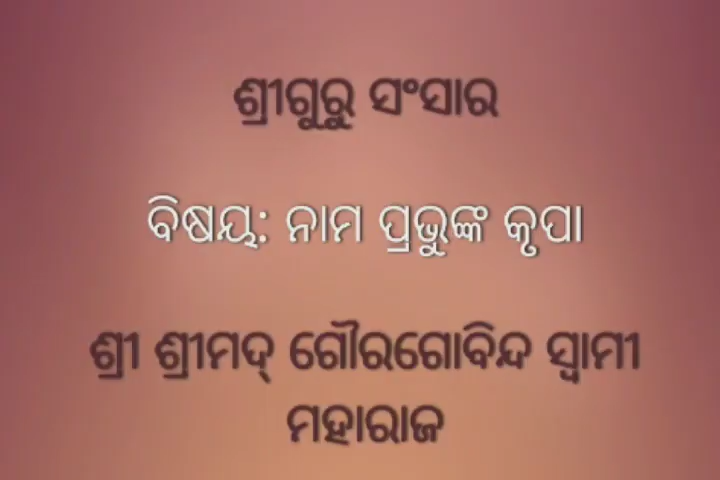 ଶ୍ରୀଗୁରୁ ସଂସାର
ବିଷୟ: ନାମ ପ୍ରଭୁଙ୍କ କୃପା
ଶ୍ରୀ ଶ୍ରୀମଦ୍ ଗୌରଗୋବିନ୍ଦ ସ୍ୱାମୀ
ମହାରାଜ